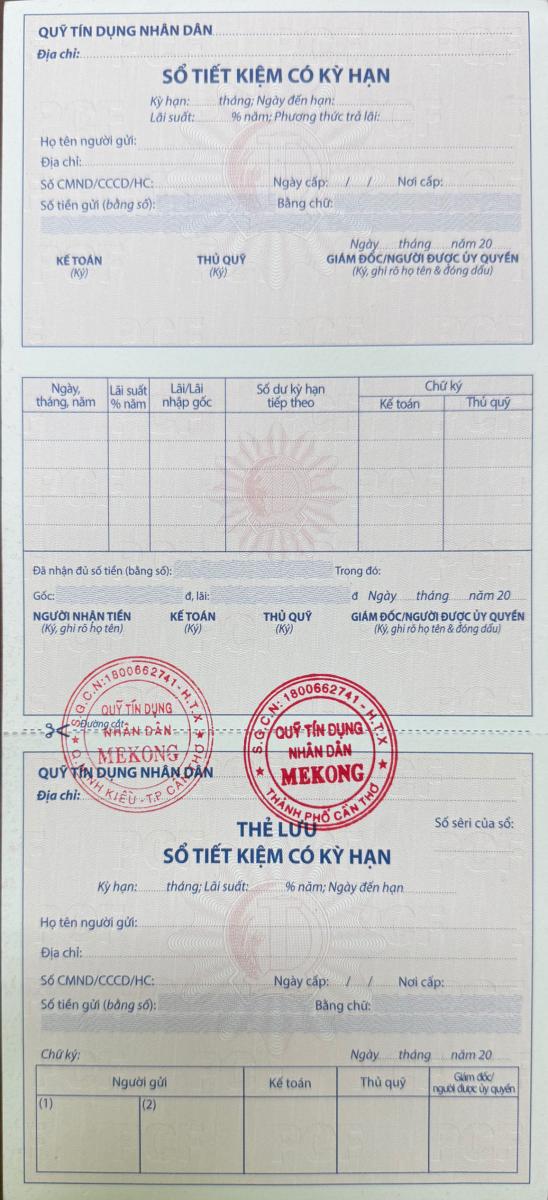 QUỸ TÍN DỤNG NHÂN DÂN
Địa chỉ:
SỔ TIẾT KIỆM CÓ KỲ HẠN
Kỳ hạn: tháng; Ngày đến hạn:
Lãi suất: % năm; Phương thức trả lãi:
Họ tên người gửi:
Địa chỉ:
Số CMND/CCCD/HC: Ngày cấp: / / Nơi cấp:
Số tiền gửi (bằng số): Bằng chữ:
Ngày tháng năm 20
KẾ TOÁN THỦ QUỸ GIÁM ĐỐC/NGƯỜI ĐƯỢC ỦY QUYỀN
(Ký) (Ký) (Ký, ghi rõ họ tên & đóng dấu)
Ngày, tháng, năm Lãi suất % năm Lãi/Lãi nhập gốc Số dư kỳ hạn tiếp theo Chữ ký
Kế toán Thủ quỹ
Đã nhận đủ số tiền (bằng số): Trong đó:
Gốc: đ, lãi: đ Ngày tháng năm 20
NGƯỜI NHẬN TIỀN KẾ TOÁN THỦ QUỸ GIÁM ĐỐC/NGƯỜI ĐƯỢC ỦY QUYỀN
(Ký, ghi rõ họ tên) (Ký) (Ký) (Ký, ghi rõ họ tên & đóng dấu)
S.G.C.N: 1800662741-H.T.X
QUỸ TÍN DỤNG
NHÂN DÂN
MEKONG
Q.NINH KIỀU-T.P CẦN THƠ
S.G.C.N: 1800662741-H.T.X
QUỸ TÍN DỤNG
NHÂN DÂN
MEKONG
THÀNH PHỐ CẦN THƠ
Đường cắt
QUỸ TÍN DỤNG NHÂN DÂN
Địa chỉ:
THẺ LƯU Số sêri của sổ:
SỔ TIẾT KIỆM CÓ KỲ HẠN
Kỳ hạn: tháng; Lãi suất: % năm; Ngày đến hạn
Họ tên người gửi:
Địa chỉ:
Số CMND/CCCD/HC: Ngày cấp: / / Nơi cấp:
Số tiền gửi (bằng số): Bằng chữ:
Chữ ký: Ngày tháng năm 20
Người gửi Kế toán Thủ quỹ Giám đốc/ người được ủy quyền
(1) (2)